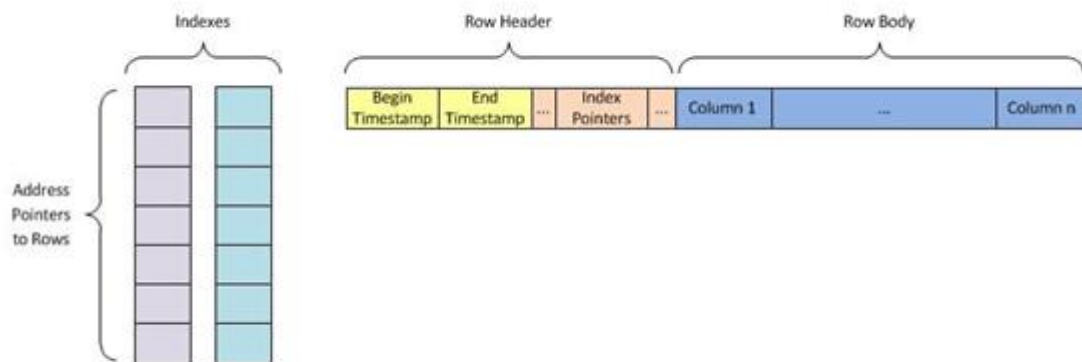 Indexes
Row Header
Row Body
Begin
Timestamp
End
Timestamp
...
Index
Pointers
...
Column 1
...
Column n
Address
Pointers
to Rows